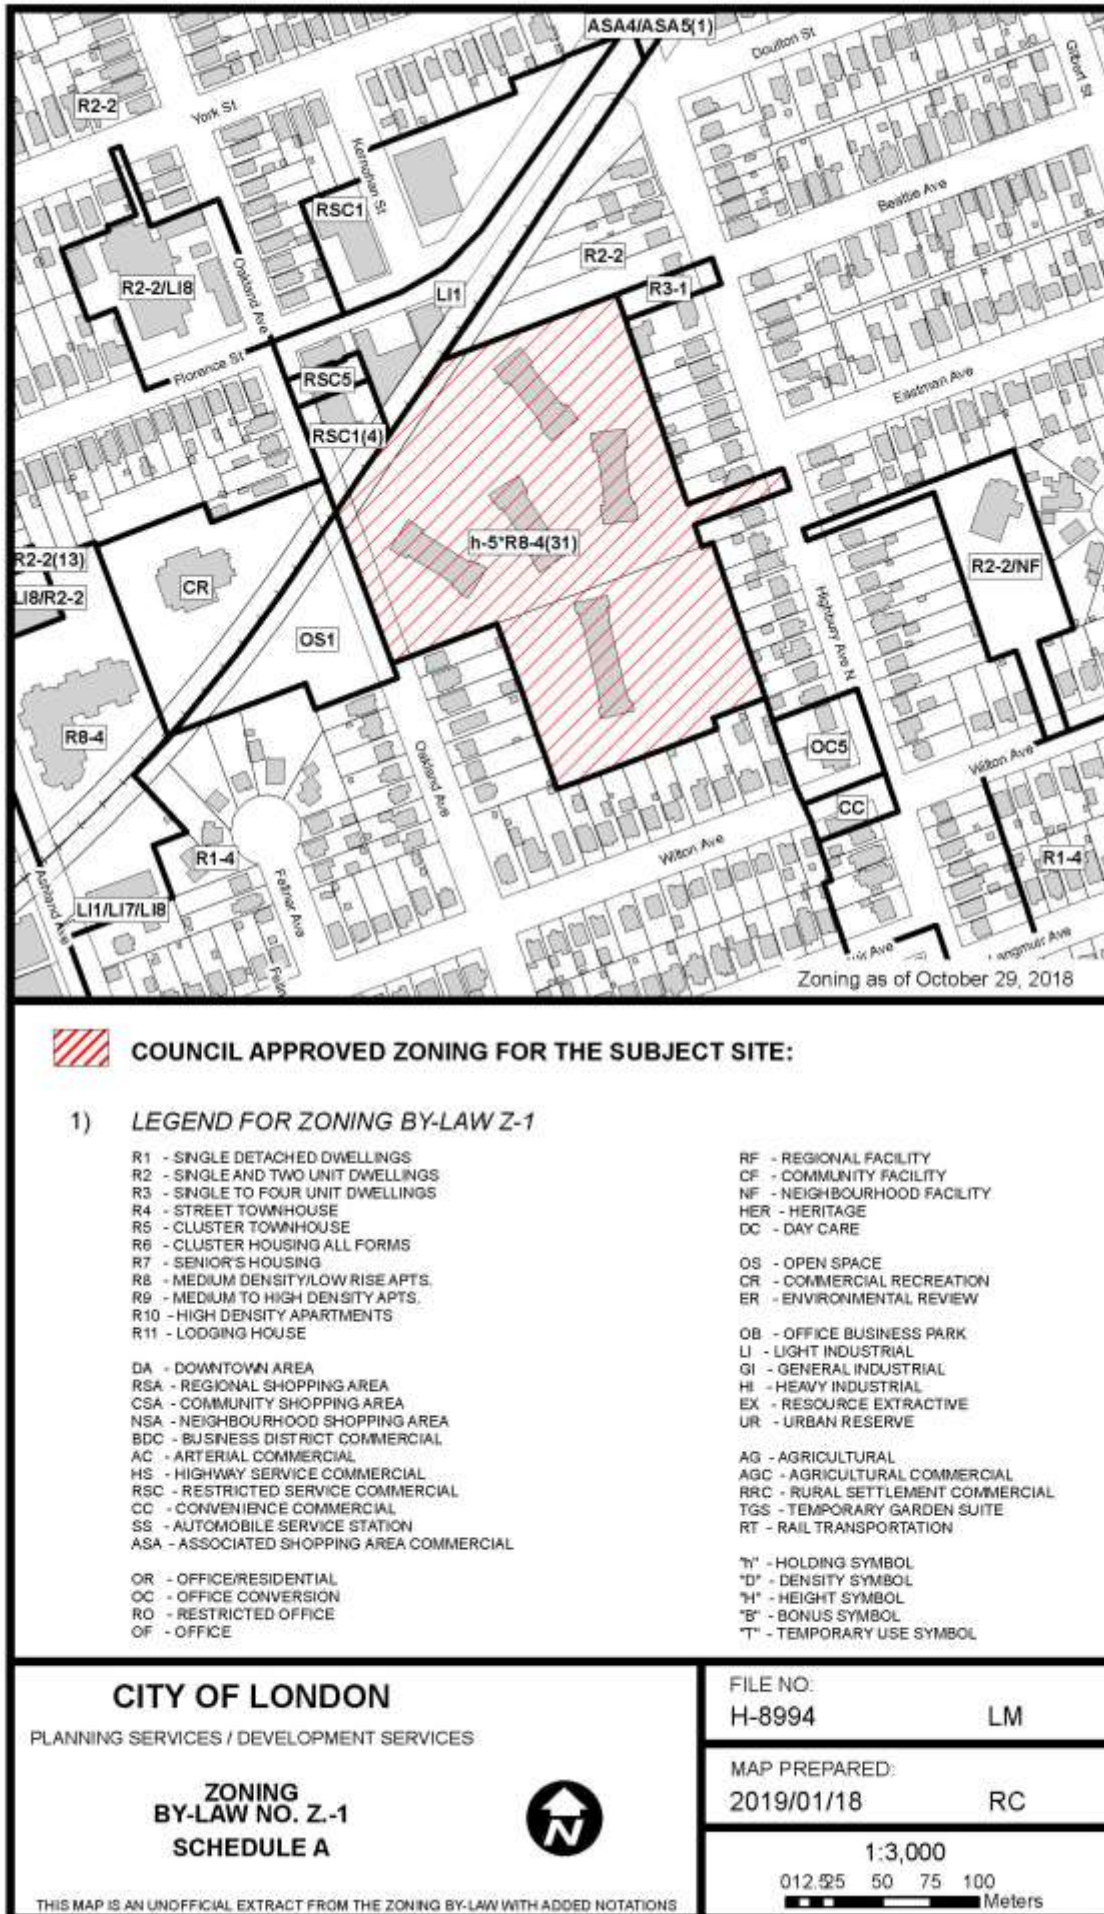 ASA4/ASA5(1)
Doulton St
Gilbert St
R2-2
York St
Kernohan St
Beattie Ave
RSC1
R2-2
R2-2/LI8
Oakland Ave
LI1
R3-1
Florence St
RSC5
Eastman Ave
RSC1(4)
h-5*R8-4(31)
R2-2(13)
CR
R2-2/NF
LI8/R2-2
Highbury Ave N
OS1
R8-4
OC5
Oakland Ave
Wilton Ave
CC
Wilton Ave
R1-4
R1-4
Ashland Ave
LI1/LI7/LI8
Fellner Ave
Langmuir Ave
Zoning as of October 29, 2018
COUNCIL APPROVED ZONING FOR THE SUBJECT SITE:
1) LEGEND FOR ZONING BY-LAW Z-1
R1 - SINGLE DETACHED DWELLINGS
R2 - SINGLE AND TWO UNIT DWELLINGS
R3 - SINGLE TO FOUR UNIT DWELLINGS
R4 - STREET TOWNHOUSE
R5 - CLUSTER TOWNHOUSE
R6 - CLUSTER HOUSING ALL FORMS
R7 - SENIOR'S HOUSING
R8 - MEDIUM DENSITY/LOW RISE APTS.
R9 - MEDIUM TO HIGH DENSITY APTS.
R10 - HIGH DENSITY APARTMENTS
R11 - LODGING HOUSE
DA - DOWNTOWN AREA
RSA - REGIONAL SHOPPING AREA
CSA - COMMUNITY SHOPPING AREA
NSA - NEIGHBOURHOOD SHOPPING AREA
BDC - BUSINESS DISTRICT COMMERCIAL
AC - ARTERIAL COMMERCIAL
HS - HIGHWAY SERVICE COMMERCIAL
RSC - RESTRICTED SERVICE COMMERCIAL
CC - CONVENIENCE COMMERCIAL
SS - AUTOMOBILE SERVICE STATION
ASA - ASSOCIATED SHOPPING AREA COMMERCIAL
OR - OFFICE/RESIDENTIAL
OC - OFFICE CONVERSION
RO - RESTRICTED OFFICE
OF - OFFICE
RF - REGIONAL FACILITY
CF - COMMUNITY FACILITY
NF - NEIGHBOURHOOD FACILITY
HER - HERITAGE
DC - DAY CARE
OS - OPEN SPACE
CR - COMMERCIAL RECREATION
ER - ENVIRONMENTAL REVIEW
OB - OFFICE BUSINESS PARK
LI - LIGHT INDUSTRIAL
GI - GENERAL INDUSTRIAL
HI - HEAVY INDUSTRIAL
EX - RESOURCE EXTRACTIVE
UR - URBAN RESERVE
AG - AGRICULTURAL
AGC - AGRICULTURAL COMMERCIAL
RRC - RURAL SETTLEMENT COMMERCIAL
TGS - TEMPORARY GARDEN SUITE
RT - RAIL TRANSPORTATION
"h" - HOLDING SYMBOL
"D" - DENSITY SYMBOL
"H" - HEIGHT SYMBOL
"B" - BONUS SYMBOL
"T" - TEMPORARY USE SYMBOL
CITY OF LONDON
PLANNING SERVICES / DEVELOPMENT SERVICES
ZONING
BY-LAW NO. Z.-1
SCHEDULE A
N
THIS MAP IS AN UNOFFICIAL EXTRACT FROM THE ZONING BY-LAW WITH ADDED NOTATIONS
FILE NO:
H-8994 LM
MAP PREPARED:
2019/01/18 RC
1:3,000
0 12.5 25 50 75 100
Meters